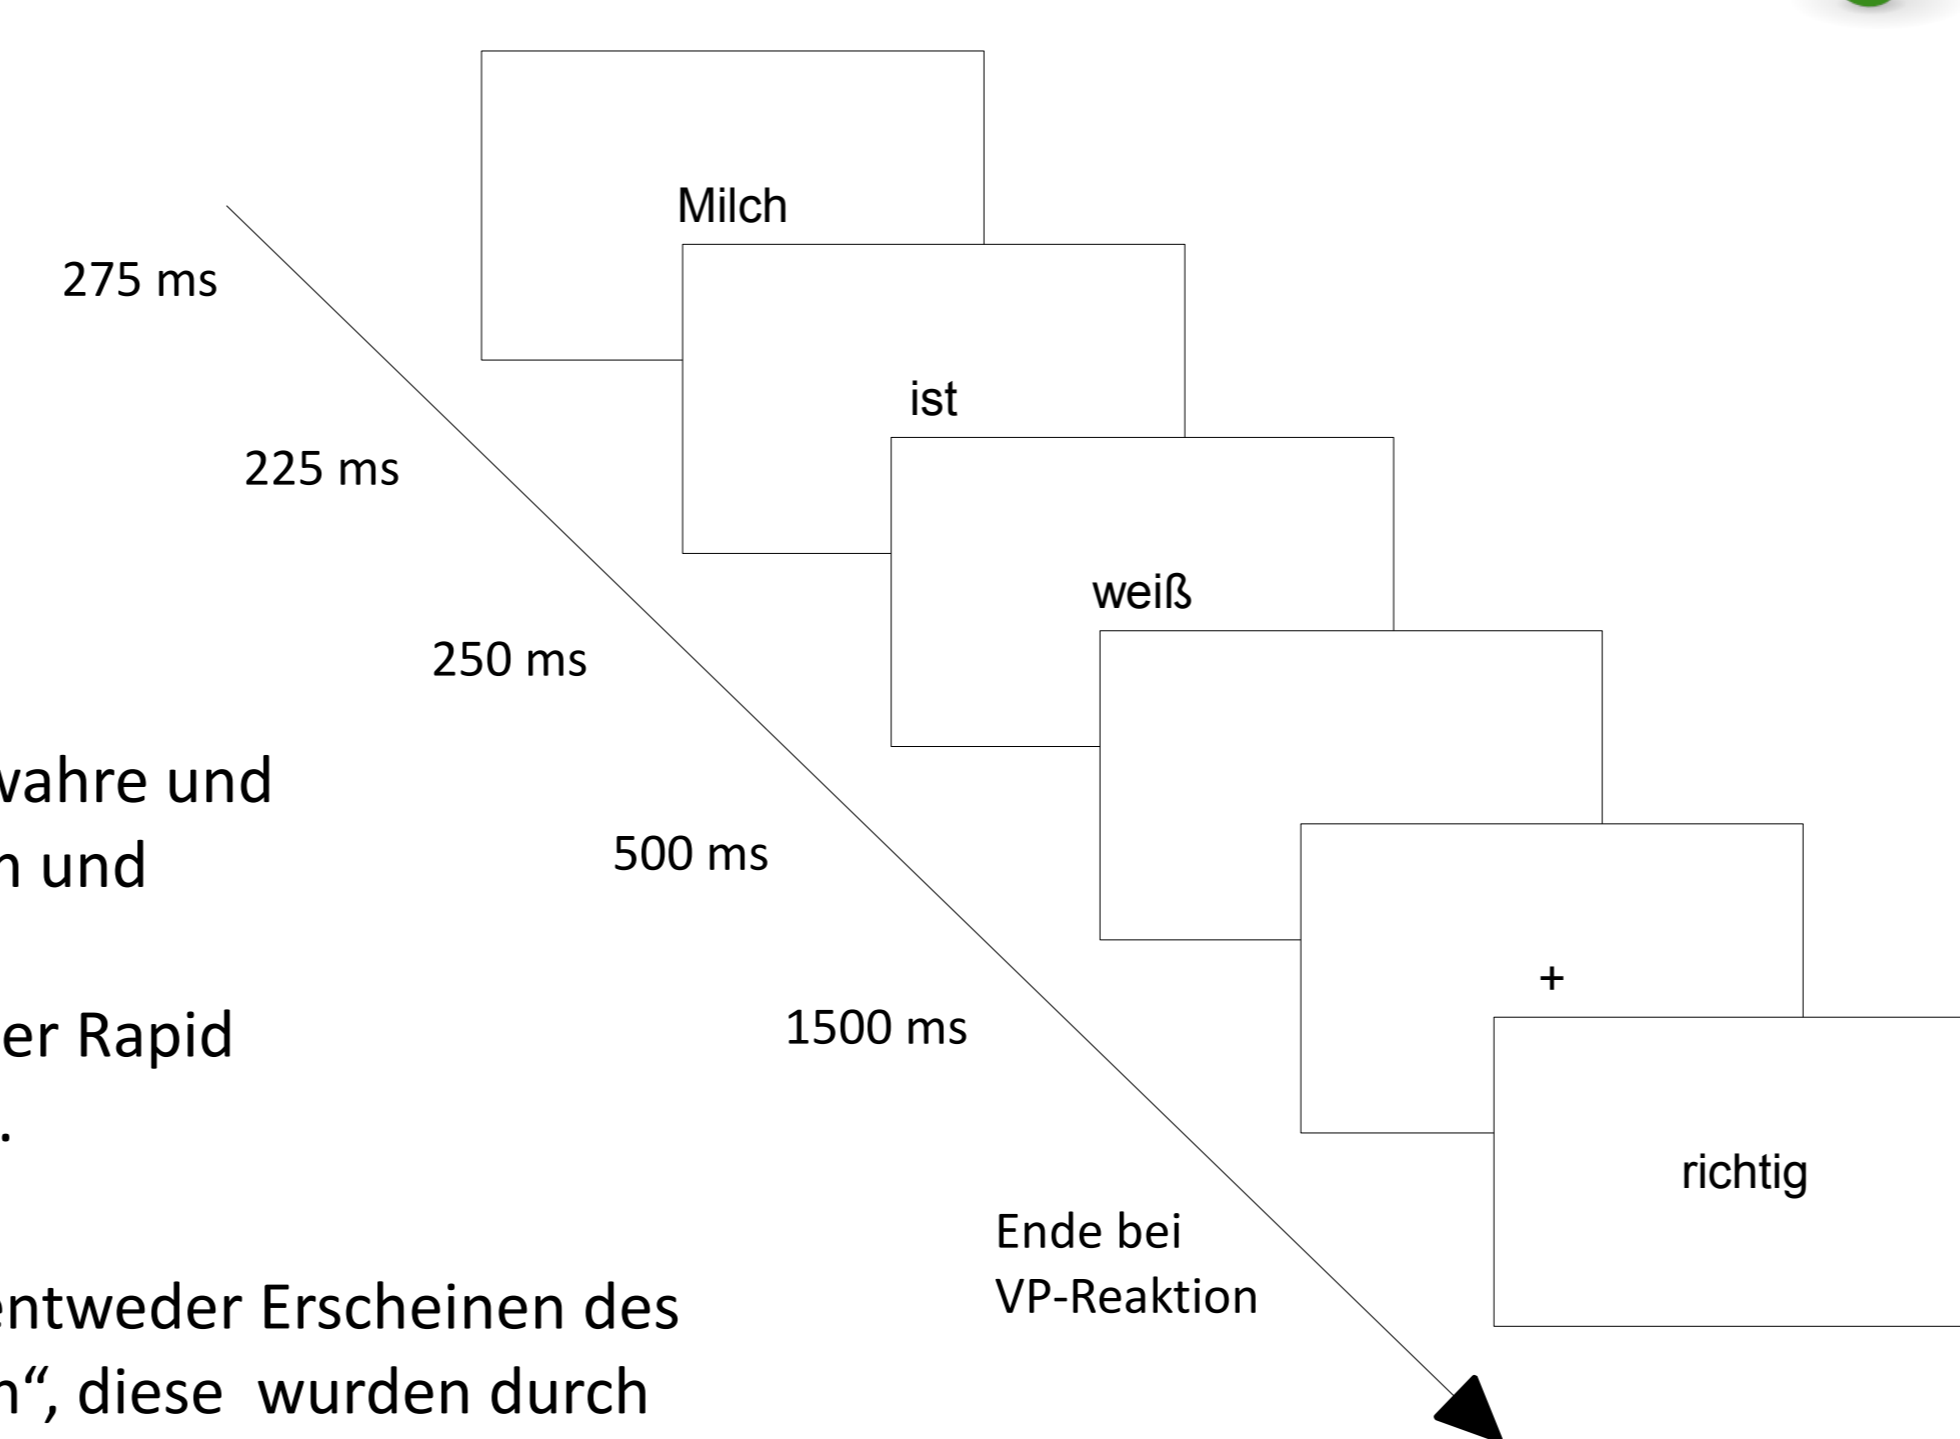 Milch
275 ms
ist
225 ms
weiß
250 ms
wahre und
500 ms
n und
+
1500 ms
er Rapid
.
richtig
Ende bei
VP-Reaktion
entweder Erscheinen des
n“, diese wurden durch